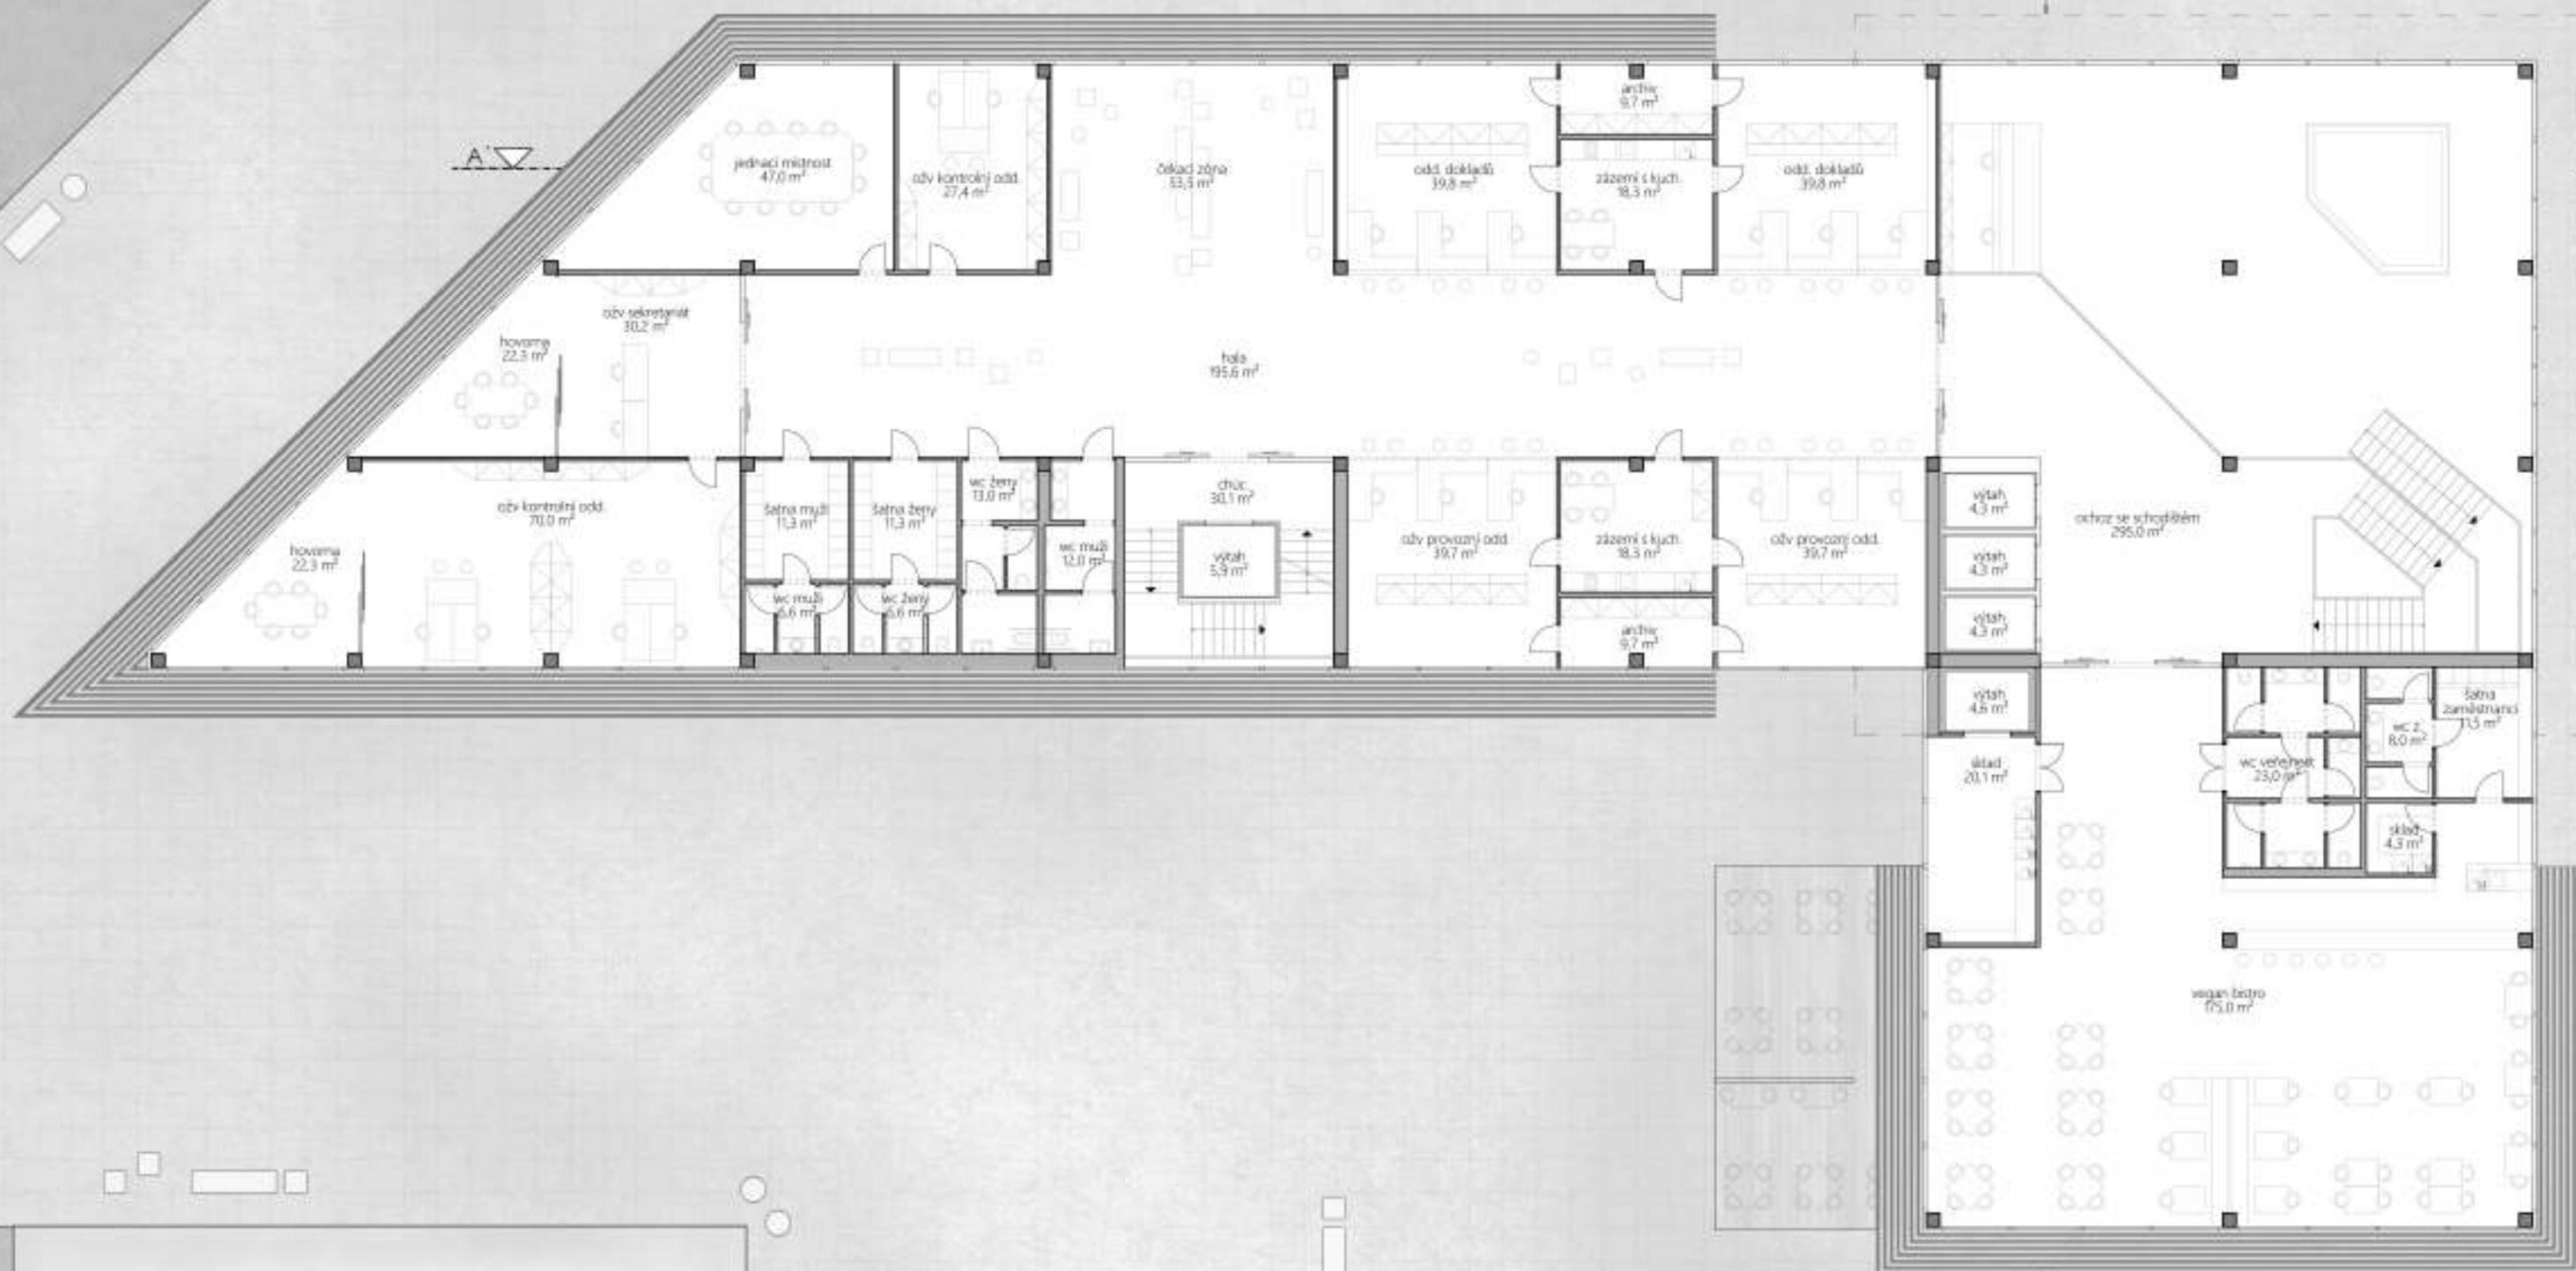 A'
jednací místnost
47,0 m²
ožv kontrolní odd.
27,4 m²
čekací zóna
53,5 m²
odd. dokladů
39,8 m²
archiv
9,7 m²
zázemí s kuch.
18,3 m²
odd. dokladů
39,8 m²
ožv sekretariát
30,2 m²
hovorna
22,3 m²
hala
195,6 m²
ožv kontrolní odd.
70,0 m²
hovorna
22,3 m²
šatna muži
11,3 m²
šatna ženy
11,3 m²
wc ženy
13,0 m²
wc muži
12,0 m²
wc muži
6,6 m²
wc ženy
6,6 m²
chúc
30,1 m²
výtah
5,9 m²
ožv provozní odd.
39,7 m²
zázemí s kuch.
18,3 m²
archiv
9,7 m²
ožv provozní odd.
39,7 m²
výtah
4,3 m²
výtah
4,3 m²
výtah
4,3 m²
ochoz se schodištěm
295,0 m²
výtah
4,6 m²
sklad
20,1 m²
wc veřejnost
23,0 m²
wc z.
8,0 m²
šatna
zaměstnanci
11,5 m²
sklad
4,3 m²
vegan bistro
175,0 m²